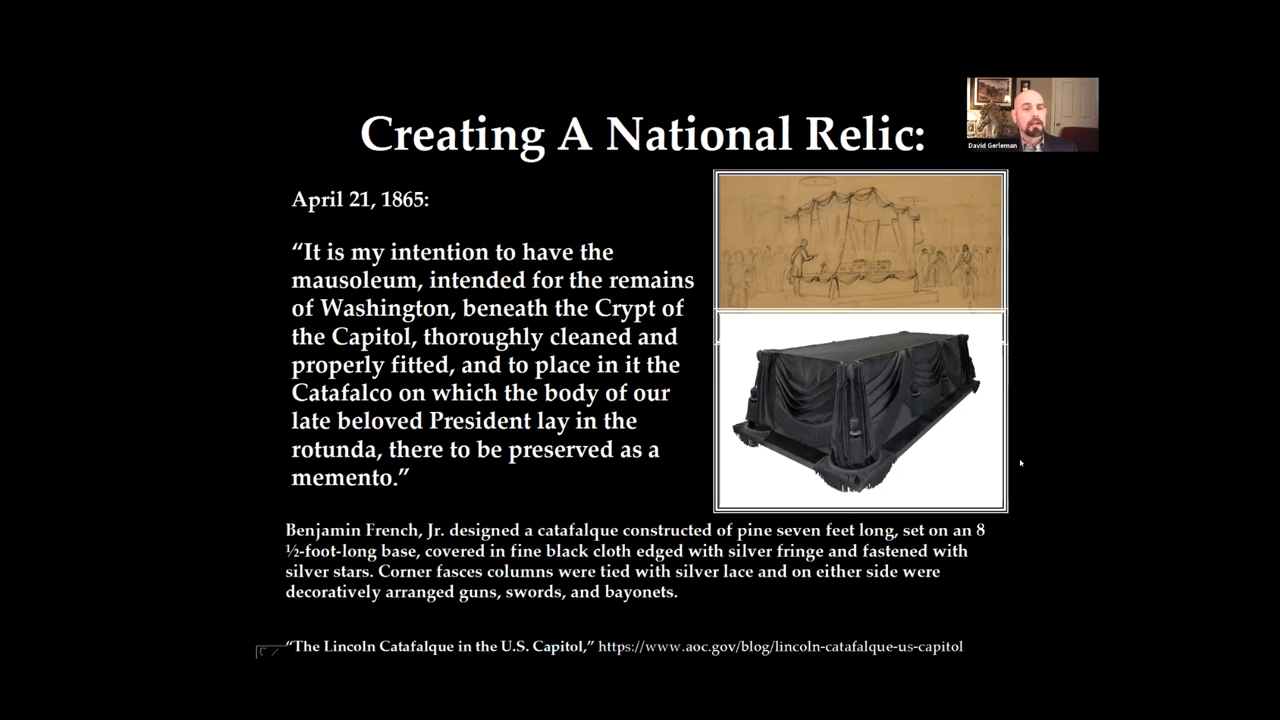 Creating A National Relic:
David Gerleman
April 21, 1865:
“It is my intention to have the
mausoleum, intended for the remains
of Washington, beneath the Crypt of
the Capitol, thoroughly cleaned and
properly fitted, and to place in it the
Catafalco on which the body of our
late beloved President lay in the
rotunda, there to be preserved as a
memento.”
Benjamin French, Jr. designed a catafalque constructed of pine seven feet long, set on an 8
½-foot-long base, covered in fine black cloth edged with silver fringe and fastened with
silver stars. Corner fasces columns were tied with silver lace and on either side were
decoratively arranged guns, swords, and bayonets.
“The Lincoln Catafalque in the U.S. Capitol,” https://www.aoc.gov/blog/lincoln-catafalque-us-capitol